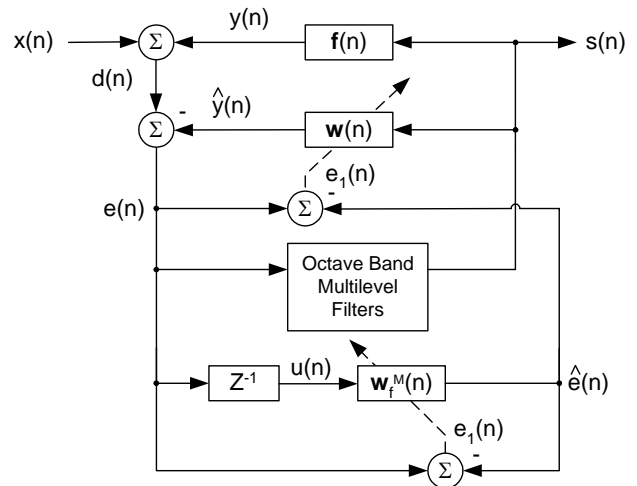 x(n) Σ y(n) f(n) s(n)
d(n)
Σ - ŷ(n) w(n)
e₁(n)
e(n) Σ -
Octave Band
Multilevel
Filters
Z⁻¹ u(n) w_f^M(n) ê(n)
e₁(n)
Σ -